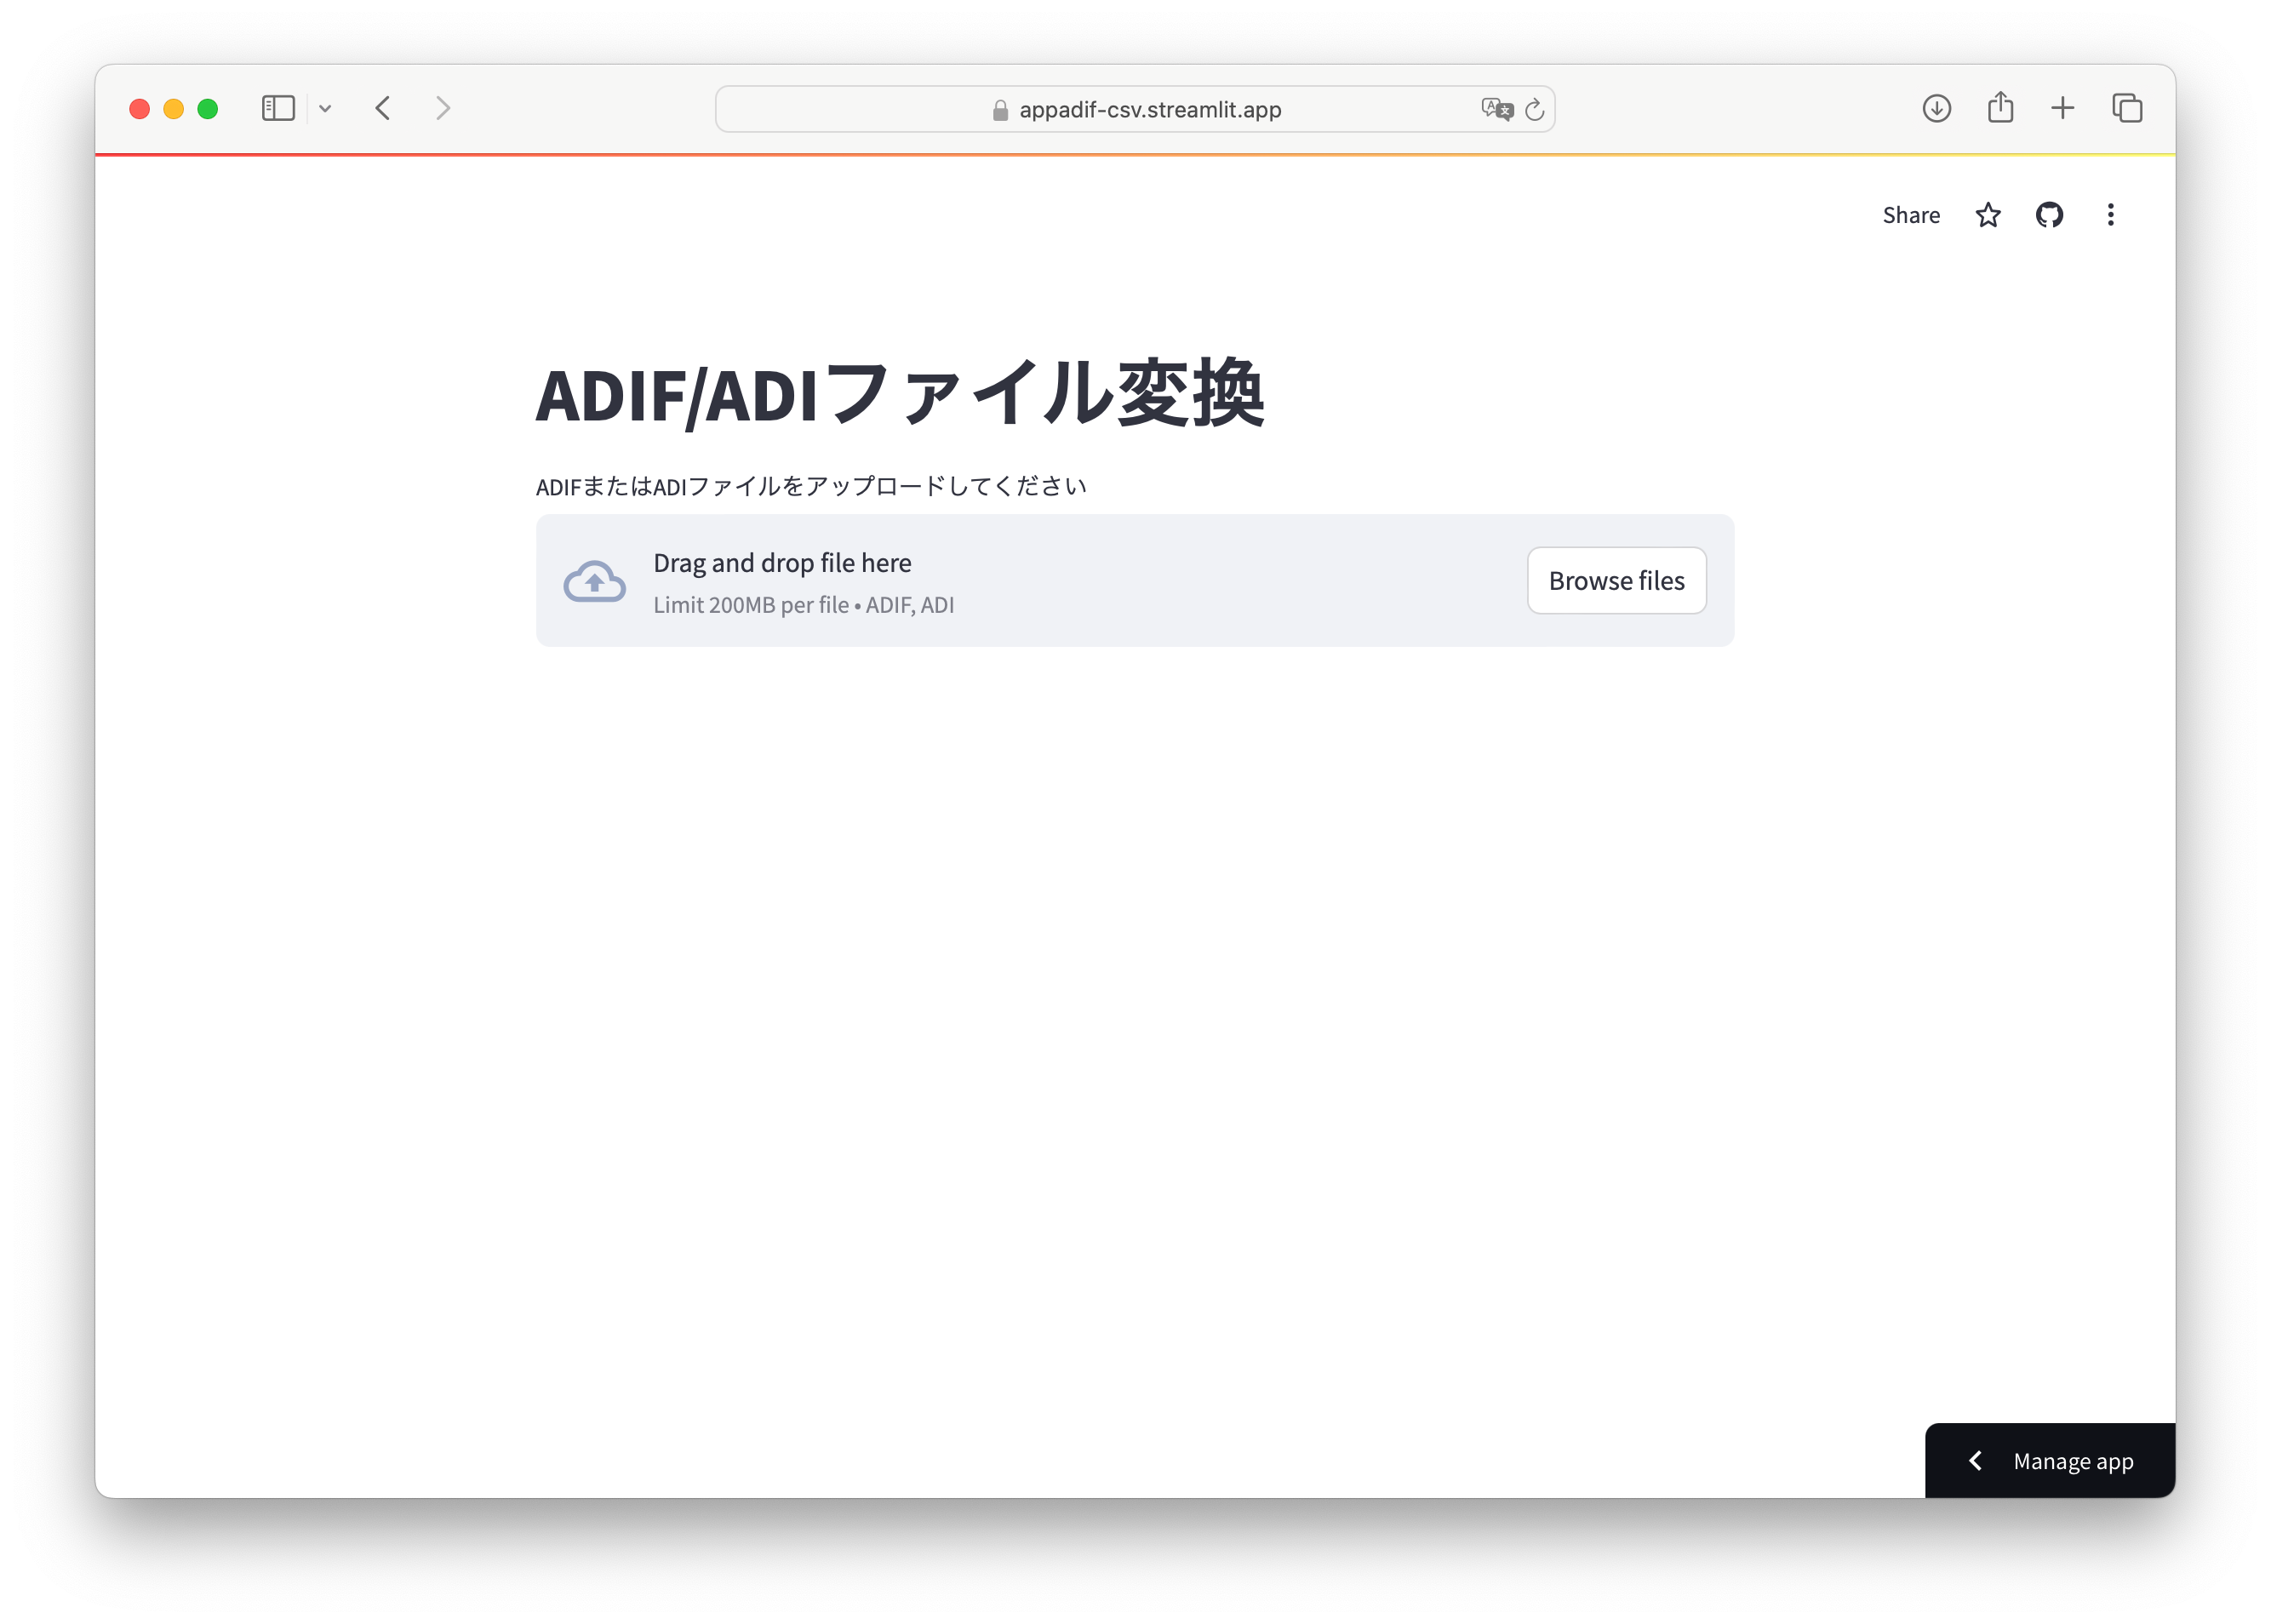 appadif-csv.streamlit.app
Share
ADIF/ADIファイル変換
ADIFまたはADIファイルをアップロードしてください
Drag and drop file here
Limit 200MB per file • ADIF, ADI
Browse files
Manage app